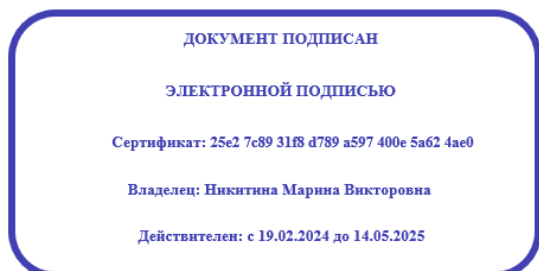 ДОКУМЕНТ ПОДПИСАН
ЭЛЕКТРОННОЙ ПОДПИСЬЮ
Сертификат: 25e2 7c89 31f8 d789 a597 400e 5a62 4ae0
Владелец: Никитина Марина Викторовна
Действителен: с 19.02.2024 до 14.05.2025